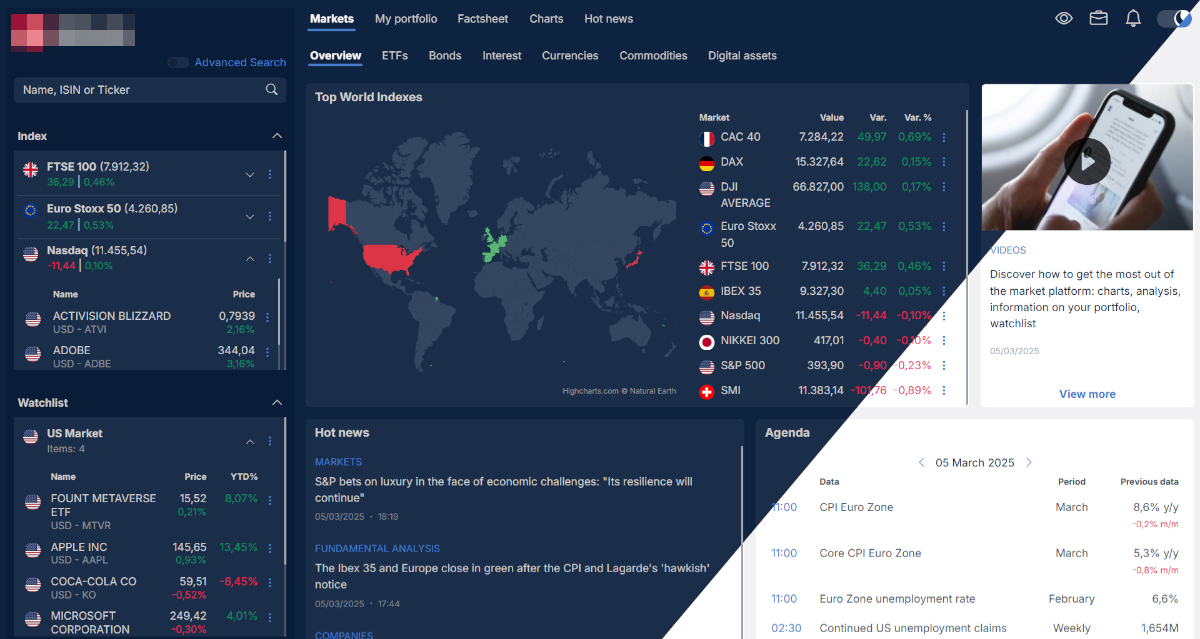 Markets My portfolio Factsheet Charts Hot news
Advanced Search
Name, ISIN or Ticker
Index
FTSE 100 (7.912,32)
36,29 | 0,46%
Euro Stoxx 50 (4.260,85)
22,47 | 0,53%
Nasdaq (11.455,54)
-11,44 | 0,10%
Name Price
ACTIVISION BLIZZARD 0,7939
USD - ATVI 2,16%
ADOBE 344,04
USD - ADBE 3,16%
Watchlist
US Market
Items: 4
Name Price YTD%
FOUNT METAVERSE 15,52 8,07%
ETF 0,21%
USD - MTVR
APPLE INC 145,65 13,45%
USD - AAPL 0,93%
COCA-COLA CO 59,51 -6,45%
USD - KO -0,52%
MICROSOFT 249,42 4,01%
CORPORATION -0,30%
Overview ETFs Bonds Interest Currencies Commodities Digital assets
Top World Indexes
Market Value Var. Var. %
CAC 40 7.284,22 49,97 0,69%
DAX 15.327,64 22,62 0,15%
DJI 66.827,00 138,00 0,17%
AVERAGE
Euro Stoxx 4.260,85 22,47 0,53%
50
FTSE 100 7.912,32 36,29 0,46%
IBEX 35 9.327,30 4,40 0,05%
Nasdaq 11.455,54 -11,44 -0,10%
NIKKEI 300 417,01 -0,40 -0,10%
S&P 500 393,90 -0,90 -0,23%
SMI 11.383,14 -101,76 -0,89%
Highcharts.com © Natural Earth
VIDEOS
Discover how to get the most out of
the market platform: charts, analysis,
information on your portfolio,
watchlist
05/03/2025
View more
Hot news
MARKETS
S&P bets on luxury in the face of economic challenges: "Its resilience will
continue"
05/03/2025 · 18:19
FUNDAMENTAL ANALYSIS
The Ibex 35 and Europe close in green after the CPI and Lagarde's 'hawkish'
notice
05/03/2025 · 17:44
COMPANIES
Agenda
05 March 2025
Data Period Previous data
11:00 CPI Euro Zone March 8,6% y/y
-0,2% m/m
11:00 Core CPI Euro Zone March 5,3% y/y
-0,8% m/m
11:00 Euro Zone unemployment rate February 6,6%
02:30 Continued US unemployment claims Weekly 1,654M